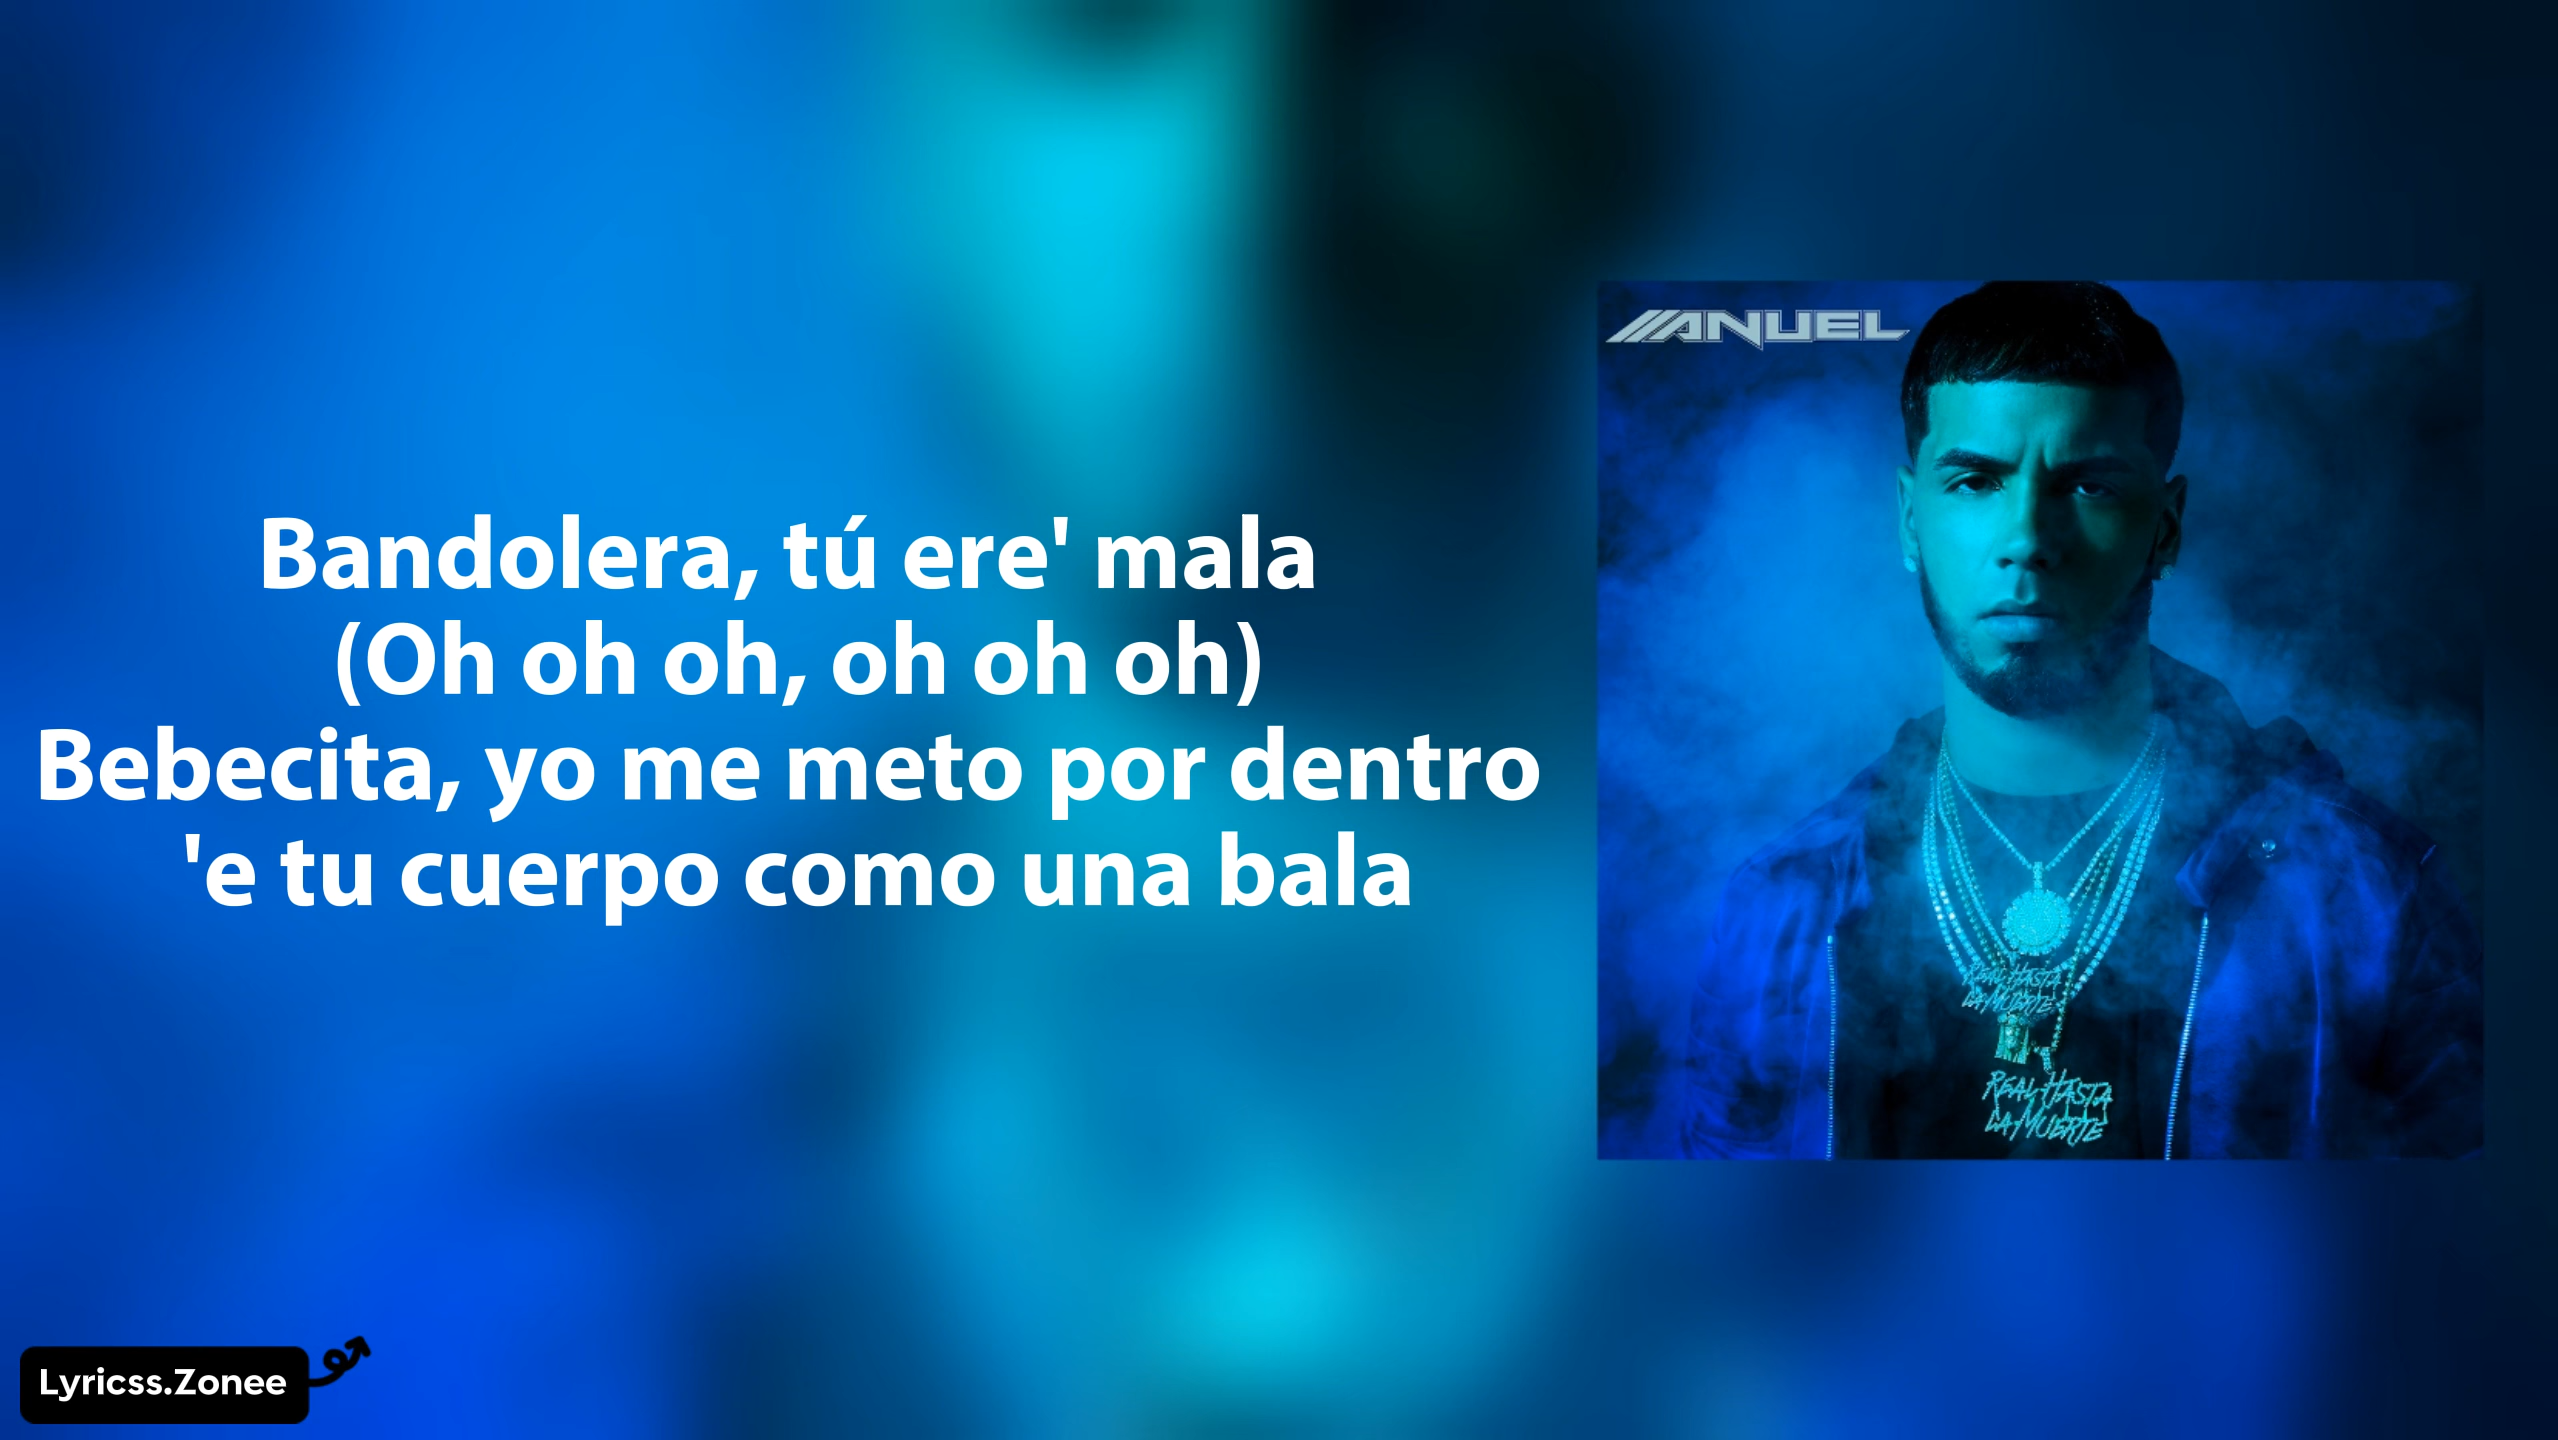 Bandolera, tú ere' mala
(Oh oh oh, oh oh oh)
Bebecita, yo me meto por dentro
'e tu cuerpo como una bala
ANUEL
REAL HASTA
LA MUERTE
REAL HASTA
LA MUERTE
Lyricss.Zonee